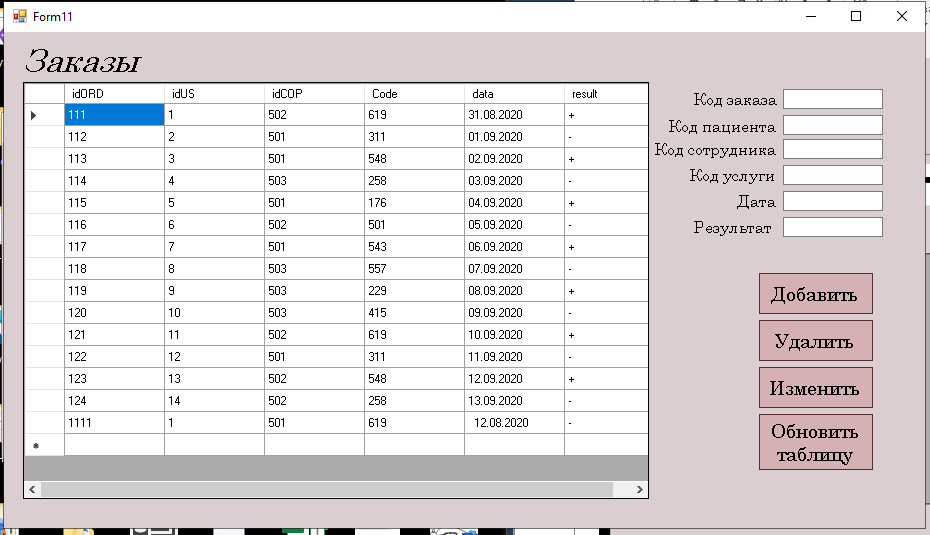 Form11
Заказы
idORD idUS idCOP Code data result
111 1 502 619 31.08.2020 +
112 2 501 311 01.09.2020 -
113 3 501 548 02.09.2020 +
114 4 503 258 03.09.2020 -
115 5 501 176 04.09.2020 +
116 6 502 501 05.09.2020 -
117 7 501 543 06.09.2020 +
118 8 503 557 07.09.2020 -
119 9 503 229 08.09.2020 +
120 10 503 415 09.09.2020 -
121 11 502 619 10.09.2020 +
122 12 501 311 11.09.2020 -
123 13 502 548 12.09.2020 +
124 14 502 258 13.09.2020 -
1111 1 501 619 12.08.2020 -
Код заказа
Код пациента
Код сотрудника
Код услуги
Дата
Результат
Добавить
Удалить
Изменить
Обновить
таблицу